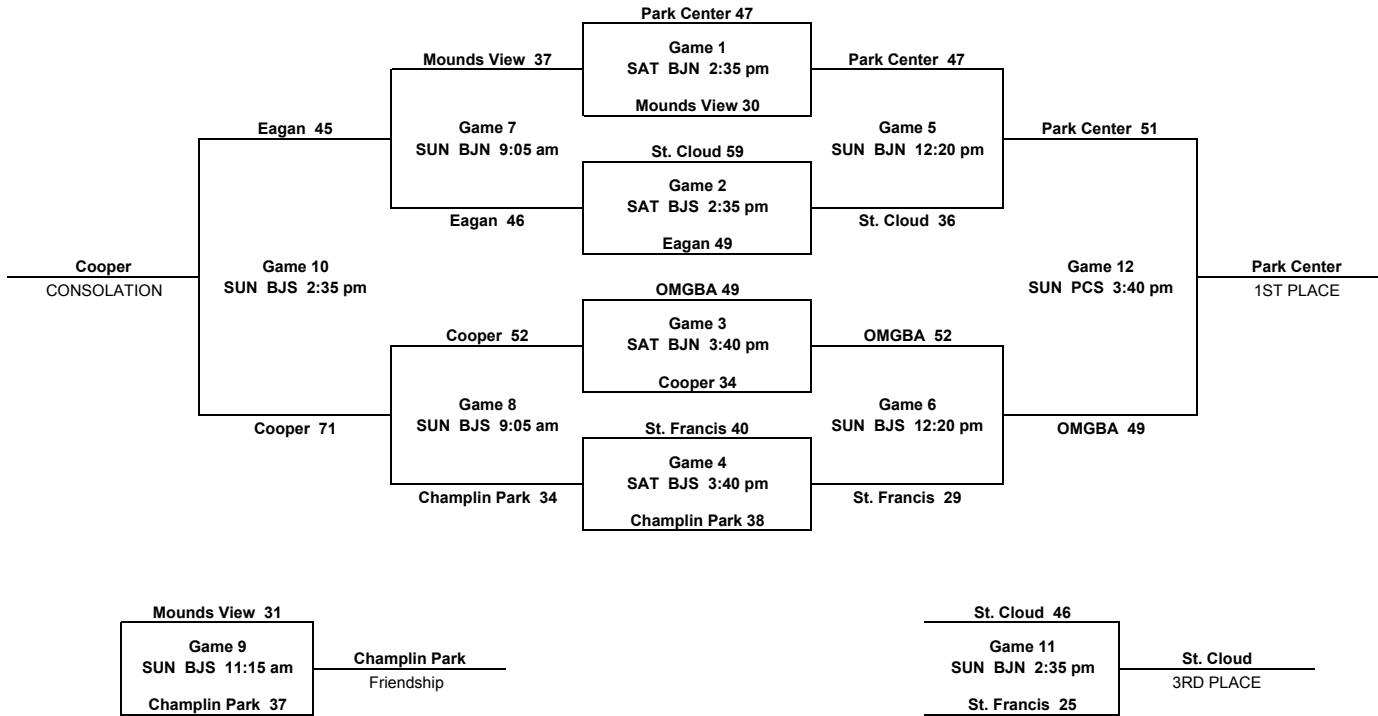 Park Center 47
Game 1
SAT BJN 2:35 pm
Mounds View 30
Mounds View 37
Park Center 47
Eagan 45
Game 7
SUN BJN 9:05 am
Game 5
SUN BJN 12:20 pm
Park Center 51
St. Cloud 59
Game 2
SAT BJS 2:35 pm
Eagan 49
Eagan 46
St. Cloud 36
Cooper
CONSOLATION
Game 10
SUN BJS 2:35 pm
Game 12
SUN PCS 3:40 pm
Park Center
1ST PLACE
OMGBA 49
Game 3
SAT BJN 3:40 pm
Cooper 34
Cooper 52
OMGBA 52
Cooper 71
Game 8
SUN BJS 9:05 am
Game 6
SUN BJS 12:20 pm
OMGBA 49
St. Francis 40
Game 4
SAT BJS 3:40 pm
Champlin Park 38
Champlin Park 34
St. Francis 29
Mounds View 31
Game 9
SUN BJS 11:15 am
Champlin Park 37
Champlin Park
Friendship
St. Cloud 46
Game 11
SUN BJN 2:35 pm
St. Francis 25
St. Cloud
3RD PLACE